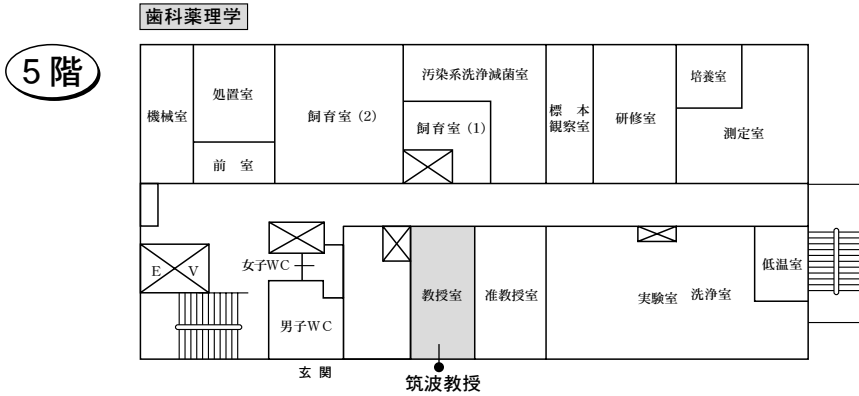 歯科薬理学
5階
機械室
処置室
前 室
飼育室(2)
汚染系洗浄減菌室
飼育室(1)
標 本
観察室
研修室
培養室
測定室
E V
女子WC
男子WC
教授室
准教授室
実験室
洗浄室
低温室
玄 関
筑波教授